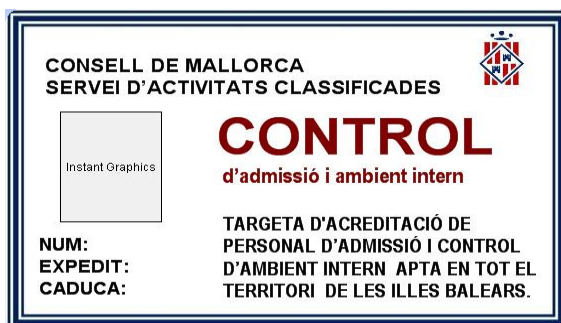 CONSELL DE MALLORCA
SERVEI D'ACTIVITATS CLASSIFICADES
CONTROL
d'admissió i ambient intern
Instant Graphics
NUM:
EXPEDIT:
CADUCA:
TARGETA D'ACREDITACIÓ DE
PERSONAL D'ADMISSIÓ I CONTROL
D'AMBIENT INTERN APTA EN TOT EL
TERRITORI DE LES ILLES BALEARS.